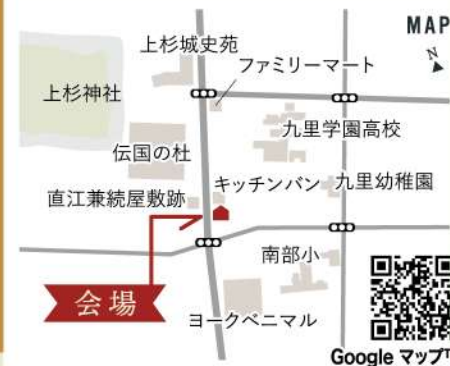 MAP
N
上杉城史苑
ファミリーマート
上杉神社
九里学園高校
伝国の杜
キッチンバン
九里幼稚園
直江兼続屋敷跡
南部小
会場
ヨークベニマル
Google マップ™